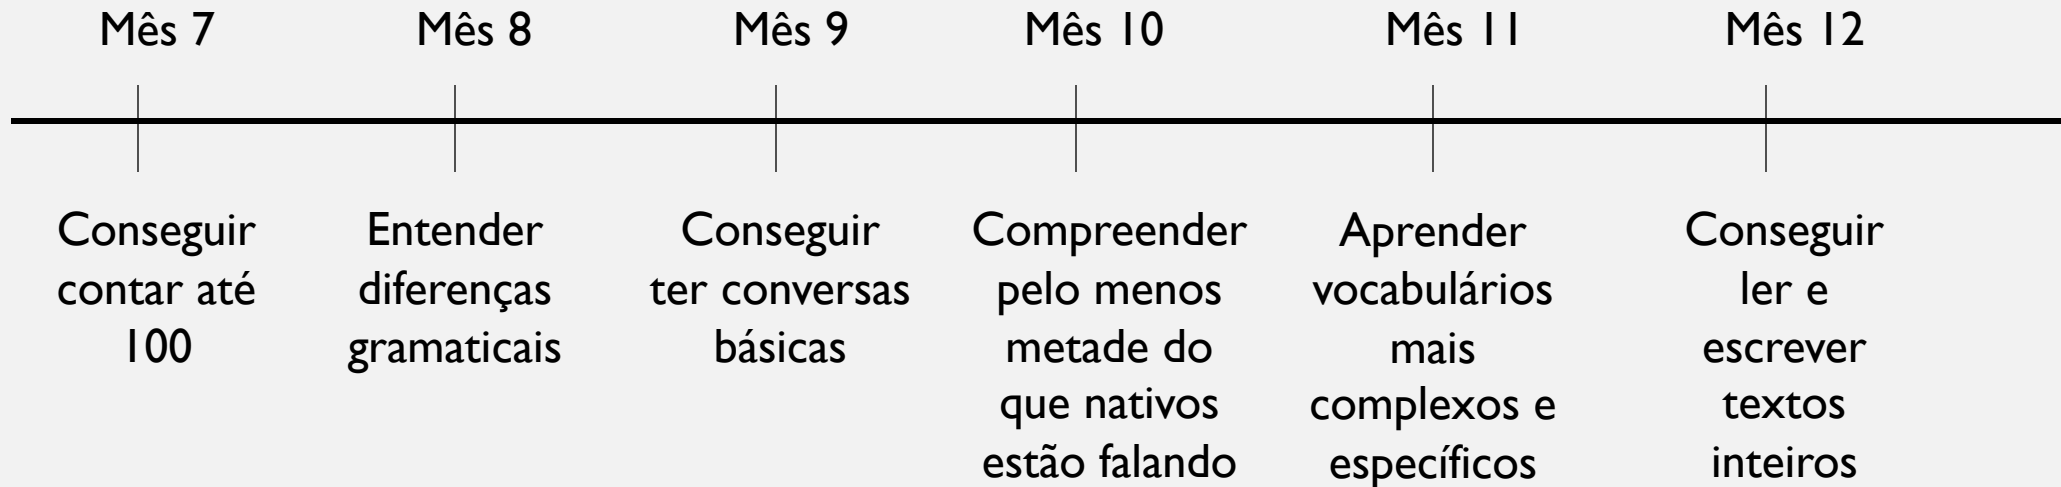 Mês 7
Mês 8
Mês 9
Mês 10
Mês 11
Mês 12
Conseguir
contar até
100
Entender
diferenças
gramaticais
Conseguir
ter conversas
básicas
Compreender
pelo menos
metade do
que nativos
estão falando
Aprender
vocabulários
mais
complexos e
específicos
Conseguir
ler e
escrever
textos
inteiros